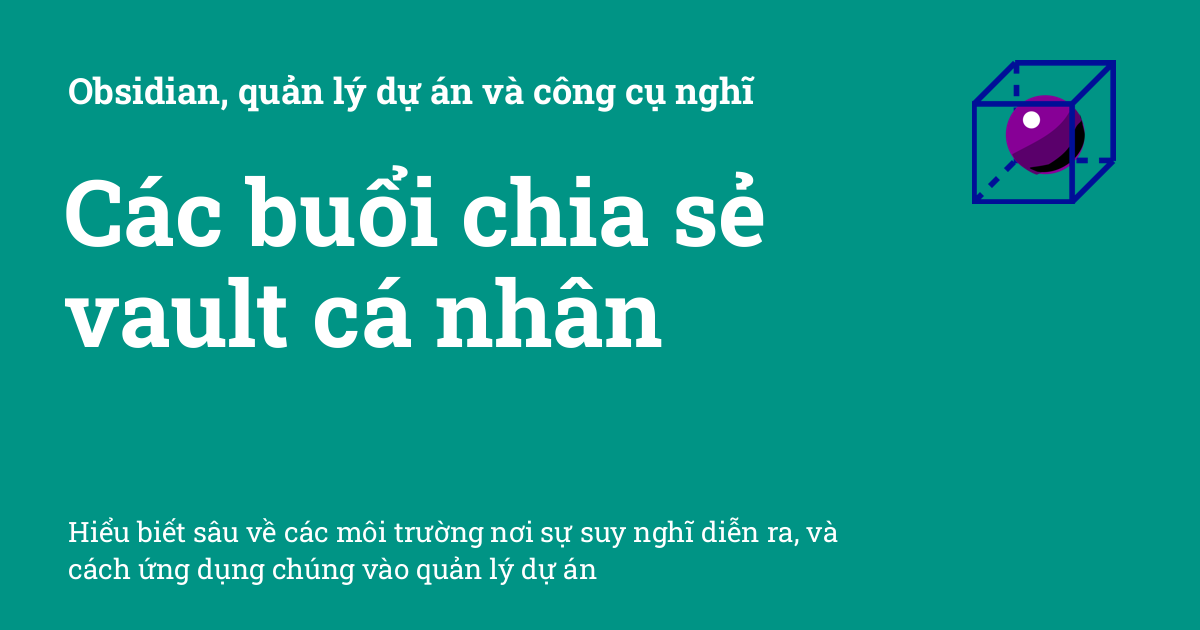 Obsidian, quản lý dự án và công cụ nghĩ
Các buổi chia sẻ
vault cá nhân
Hiểu biết sâu về các môi trường nơi sự suy nghĩ diễn ra, và
cách ứng dụng chúng vào quản lý dự án